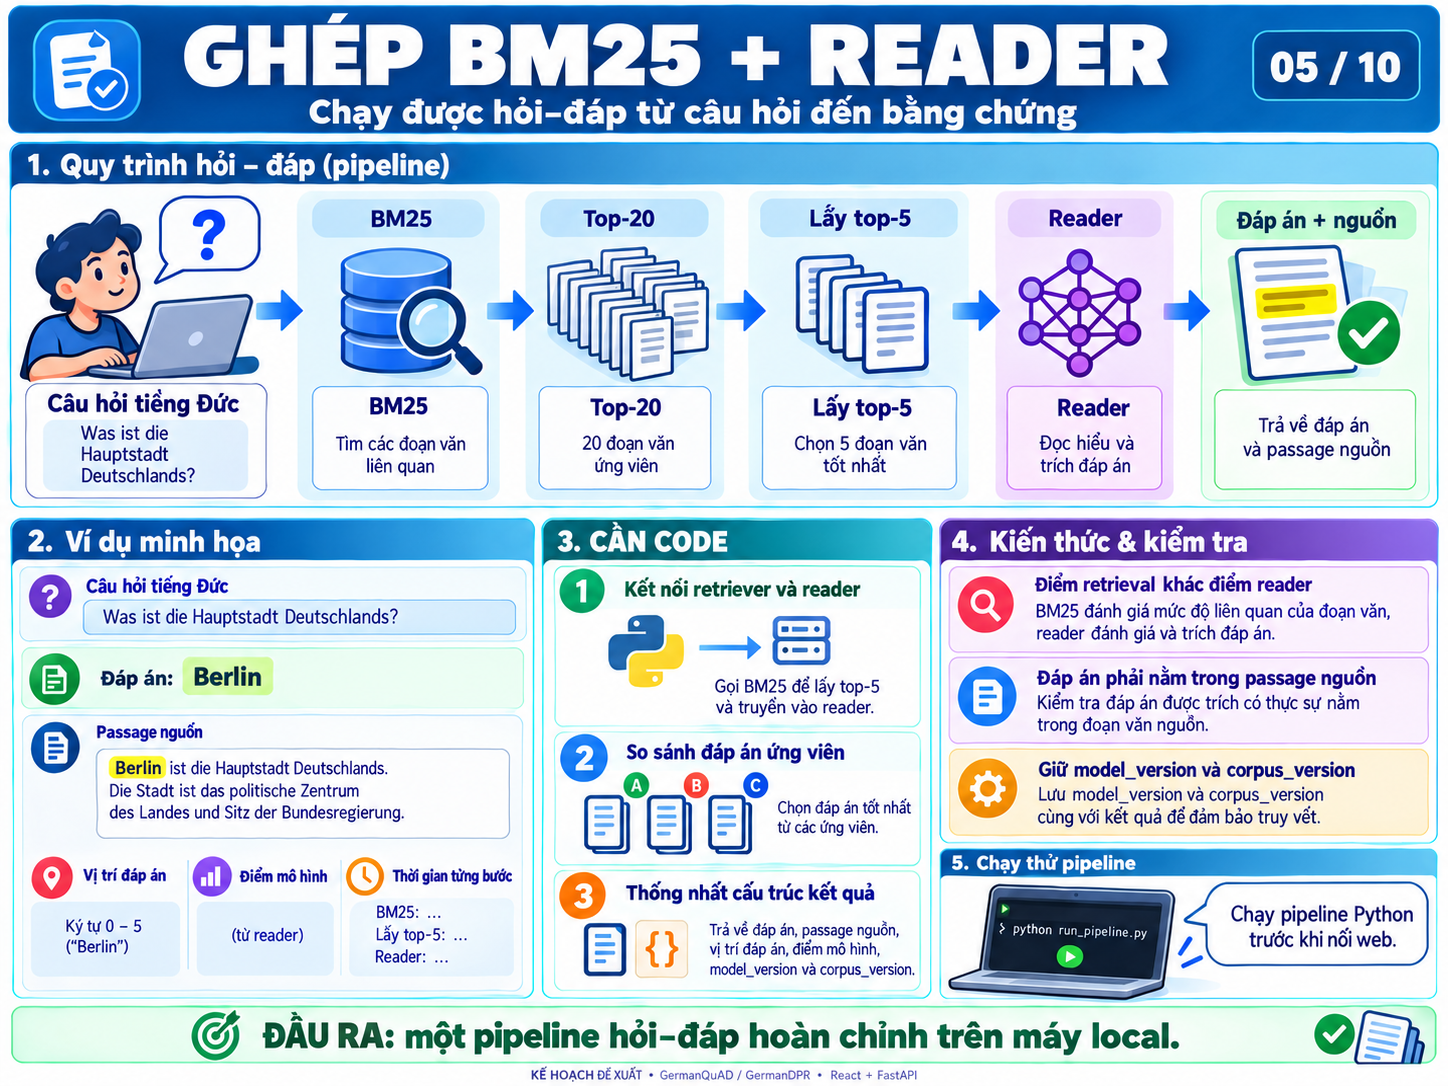 GHÉP BM25 + READER
Chạy được hỏi–đáp từ câu hỏi đến bằng chứng
05 / 10
1. Quy trình hỏi – đáp (pipeline)
?
Câu hỏi tiếng Đức
Was ist die
Hauptstadt
Deutschlands?
BM25
BM25
Tìm các đoạn văn
liên quan
Top-20
Top-20
20 đoạn văn
ứng viên
Lấy top-5
Lấy top-5
Chọn 5 đoạn văn
tốt nhất
Reader
Reader
Đọc hiểu và
trích đáp án
Đáp án + nguồn
Trả về đáp án
và passage nguồn
2. Ví dụ minh họa
?
Câu hỏi tiếng Đức
Was ist die Hauptstadt Deutschlands?
Đáp án: Berlin
Passage nguồn
Berlin ist die Hauptstadt Deutschlands.
Die Stadt ist das politische Zentrum
des Landes und Sitz der Bundesregierung.
Vị trí đáp án
Ký tự 0 – 5
("Berlin")
Điểm mô hình
(từ reader)
Thời gian từng bước
BM25: ...
Lấy top-5: ...
Reader: ...
3. CẦN CODE
1
Kết nối retriever và reader
Gọi BM25 để lấy top-5
và truyền vào reader.
2
So sánh đáp án ứng viên
A
B
C
Chọn đáp án tốt nhất
từ các ứng viên.
3
Thống nhất cấu trúc kết quả
{}
Trả về đáp án, passage nguồn,
vị trí đáp án, điểm mô hình,
model_version và corpus_version.
4. Kiến thức & kiểm tra
Điểm retrieval khác điểm reader
BM25 đánh giá mức độ liên quan của đoạn văn,
reader đánh giá và trích đáp án.
Đáp án phải nằm trong passage nguồn
Kiểm tra đáp án được trích có thực sự nằm
trong đoạn văn nguồn.
Giữ model_version và corpus_version
Lưu model_version và corpus_version
cùng với kết quả để đảm bảo truy vết.
5. Chạy thử pipeline
> python run_pipeline.py
Chạy pipeline Python
trước khi nối web.
ĐẦU RA: một pipeline hỏi–đáp hoàn chỉnh trên máy local.
KẾ HOẠCH ĐỀ XUẤT • GermanQuAD / GermanDPR • React + FastAPI